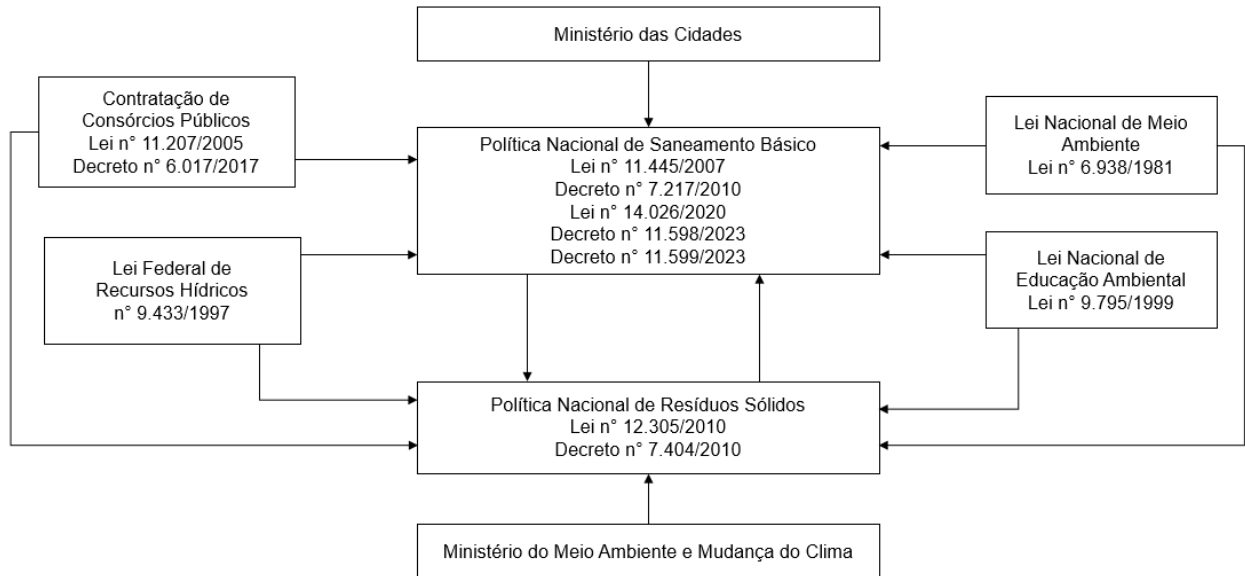 Ministério das Cidades
Contratação de
Consórcios Públicos
Lei n° 11.207/2005
Decreto n° 6.017/2017
Política Nacional de Saneamento Básico
Lei n° 11.445/2007
Decreto n° 7.217/2010
Lei n° 14.026/2020
Decreto n° 11.598/2023
Decreto n° 11.599/2023
Lei Nacional de Meio
Ambiente
Lei n° 6.938/1981
Lei Federal de
Recursos Hídricos
n° 9.433/1997
Lei Nacional de
Educação Ambiental
Lei n° 9.795/1999
Política Nacional de Resíduos Sólidos
Lei n° 12.305/2010
Decreto n° 7.404/2010
Ministério do Meio Ambiente e Mudança do Clima